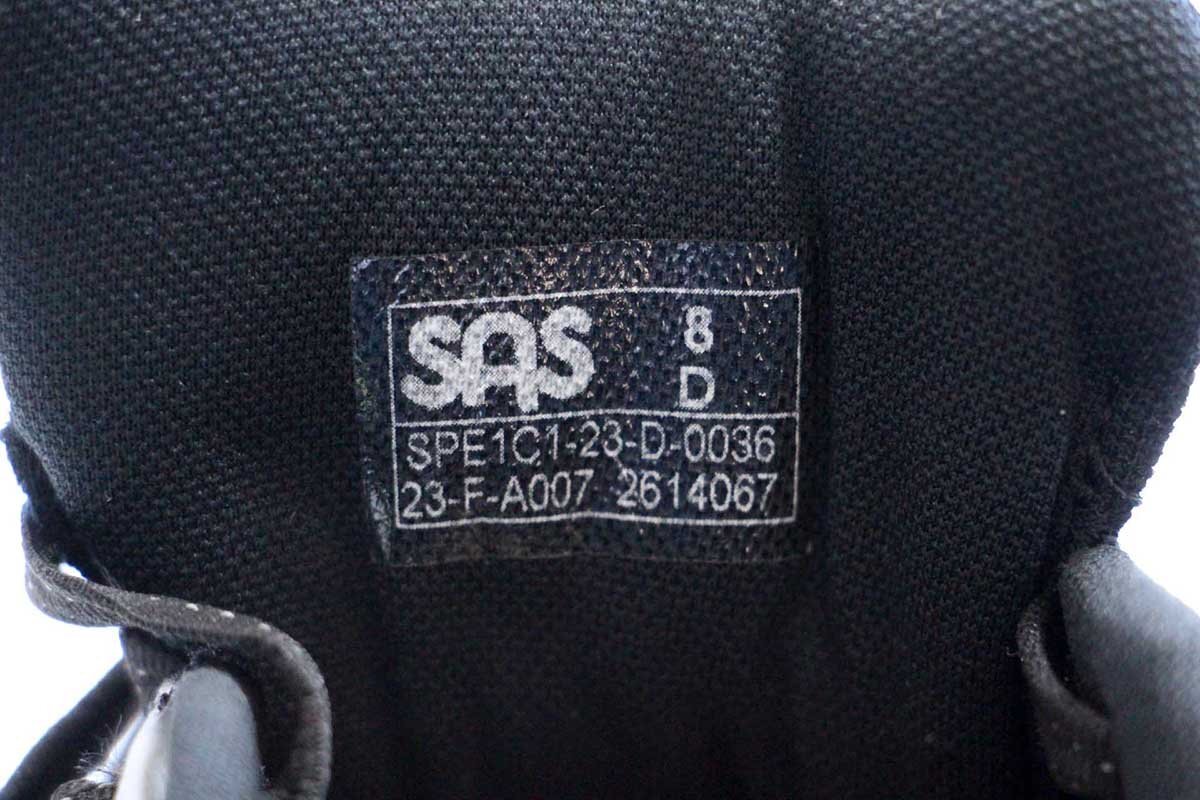 SAS 8
D
SPE1C1-23-D-0036
23-F-A007 2614067